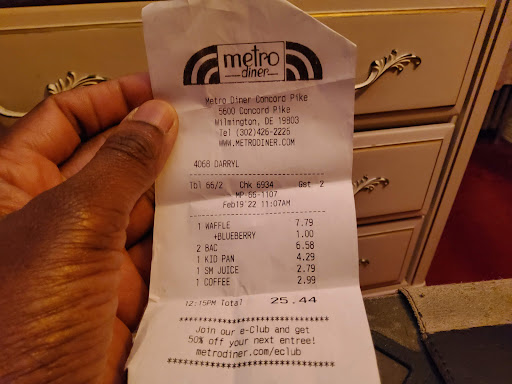 metro
diner
Metro Diner Concord Pike
5600 Concord Pike
Wilmington, DE 19803
Tel (302)426-2225
WWW.METRODINER.COM
4068 DARRYL
Tbl 66/2 Chk 6934 Gst 2
MP 66-1107
Feb19'22 11:07AM
1 WAFFLE 7.79
+BLUEBERRY 1.00
2 BAC 6.58
1 KID PAN 4.29
1 SM JUICE 2.79
1 COFFEE 2.99
12:15PM Total 25.44
******************************
Join our e-Club and get
50% off your next entree!
metrodiner.com/eclub
******************************